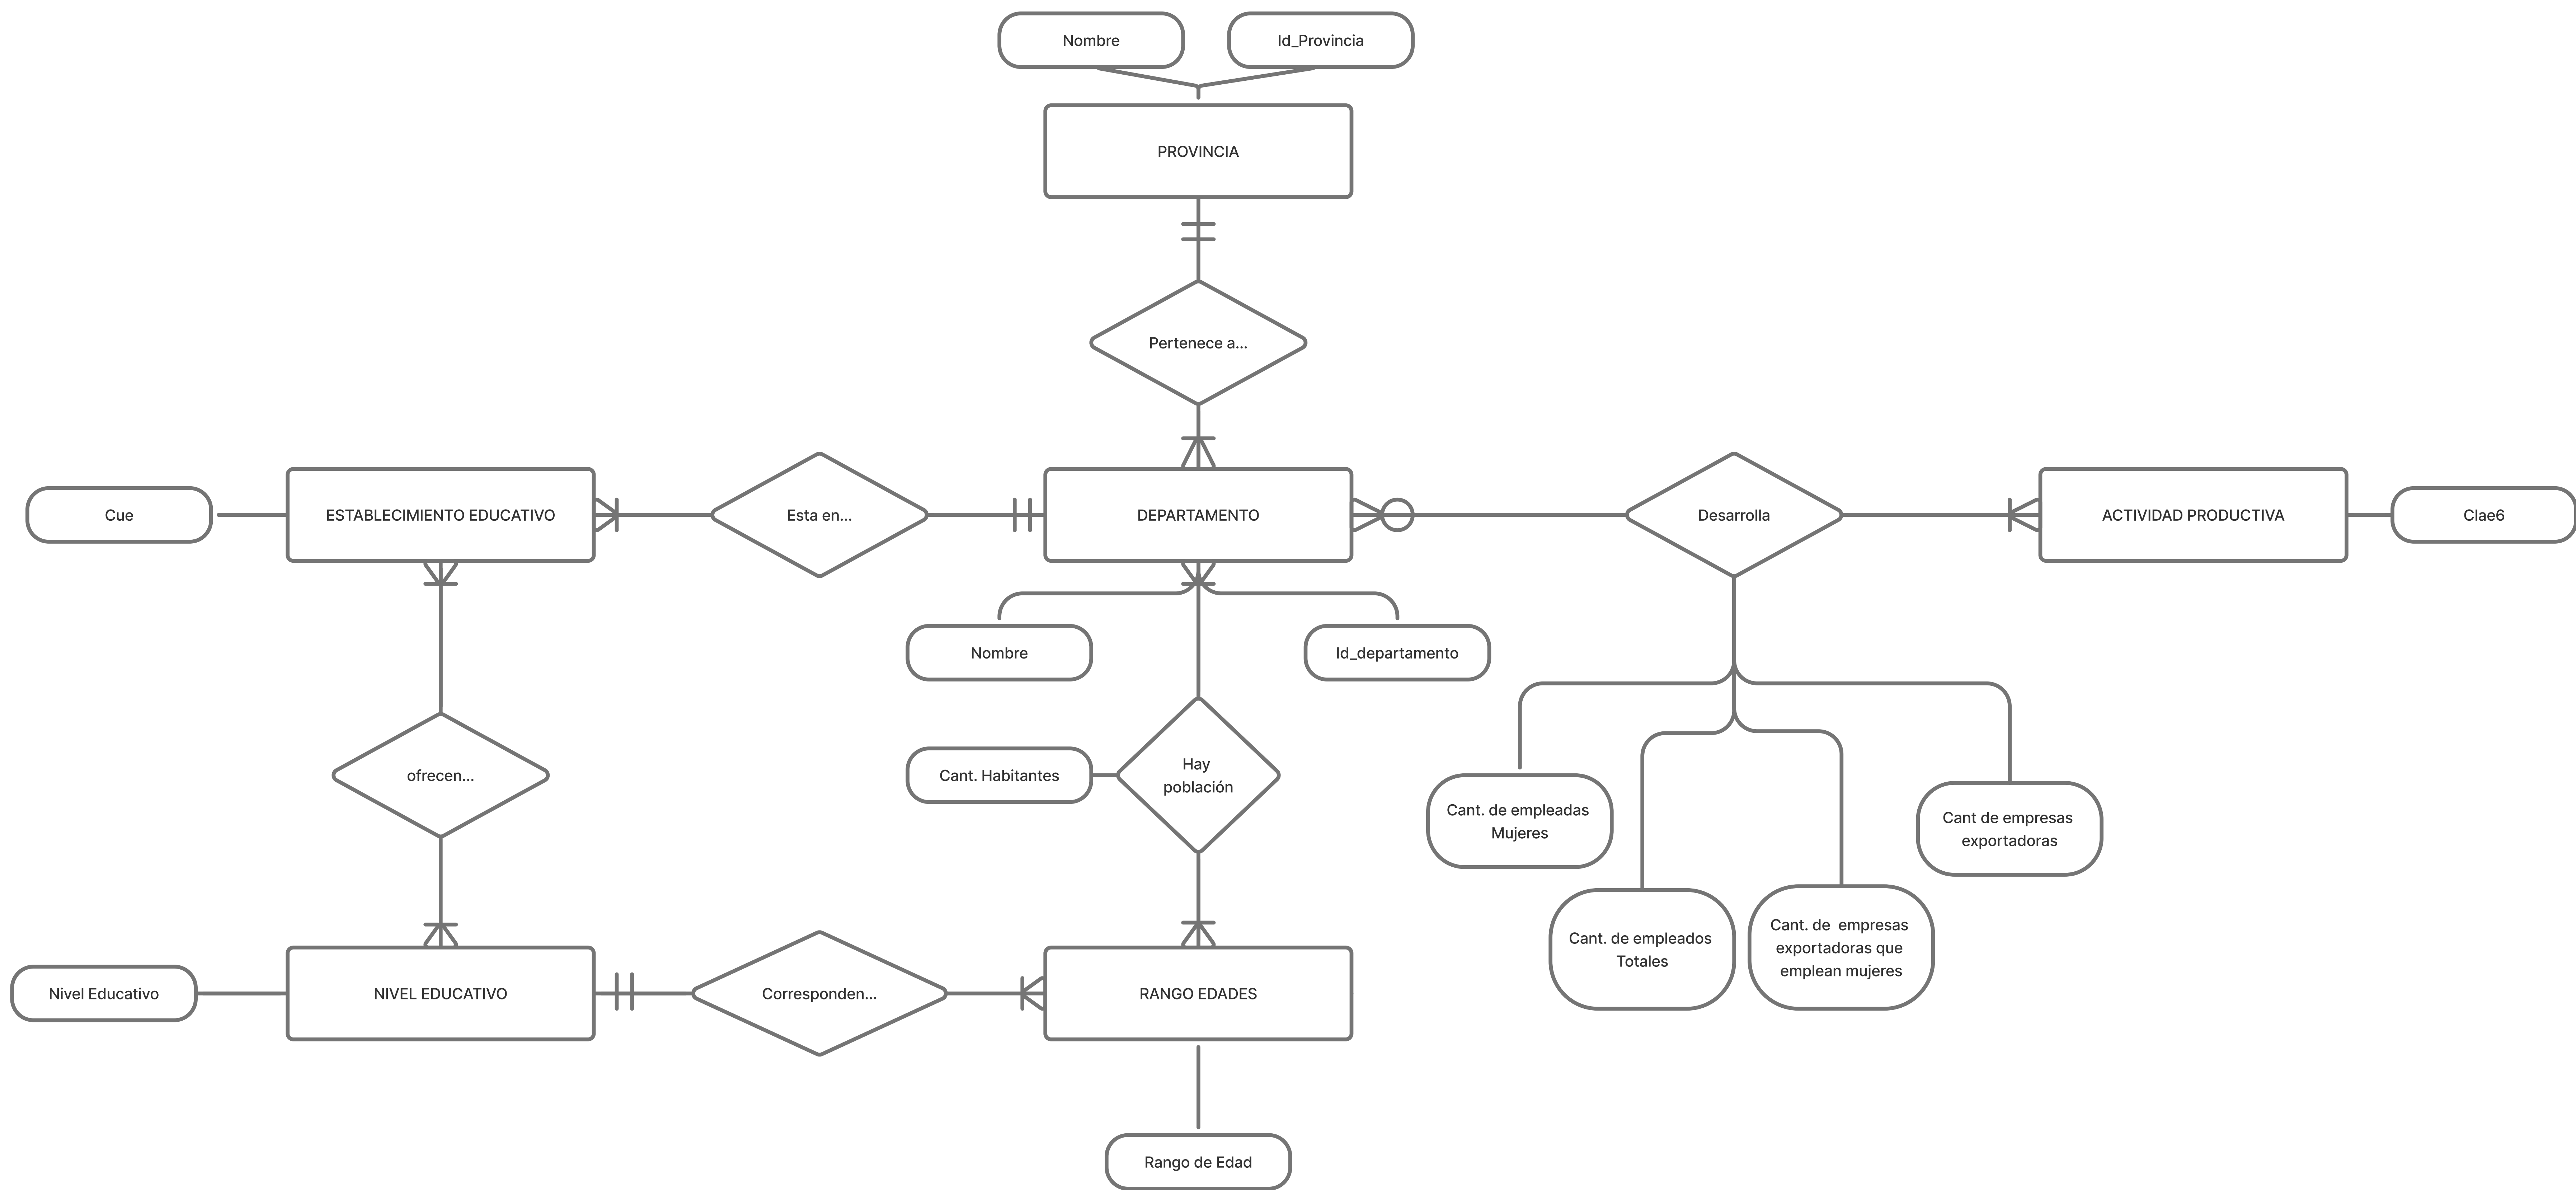 Nombre
Id_Provincia
PROVINCIA
Pertenece a...
Cue
ESTABLECIMIENTO EDUCATIVO
Esta en...
DEPARTAMENTO
Desarrolla
ACTIVIDAD PRODUCTIVA
Clae6
Nombre
Id_departamento
ofrecen...
Cant. Habitantes
Hay
población
Cant. de empleadas
Mujeres
Cant de empresas
exportadoras
Cant. de empleados
Totales
Cant. de  empresas
exportadoras que
emplean mujeres
Nivel Educativo
NIVEL EDUCATIVO
Corresponden...
RANGO EDADES
Rango de Edad